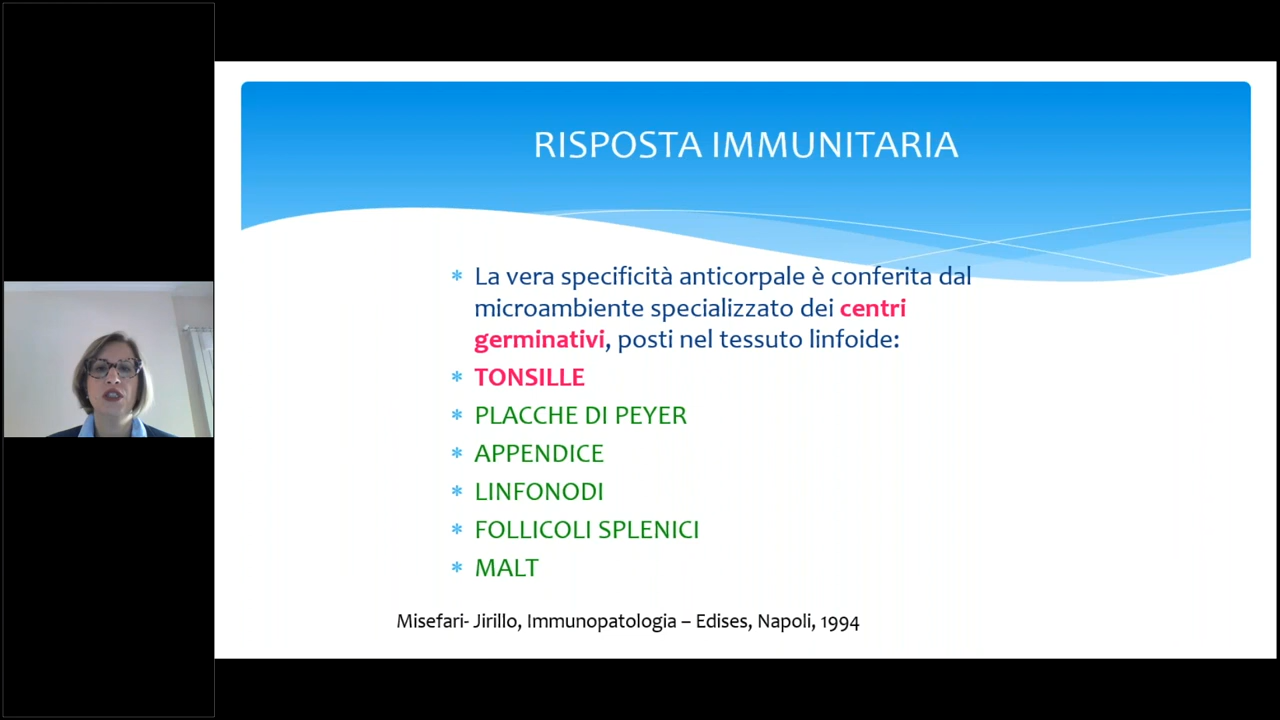 RISPOSTA IMMUNITARIA
* La vera specificità anticorpale è conferita dal
microambiente specializzato dei centri
germinativi, posti nel tessuto linfoide:
* TONSILLE
* PLACCHE DI PEYER
* APPENDICE
* LINFONODI
* FOLLICOLI SPLENICI
* MALT
Misefari- Jirillo, Immunopatologia – Edises, Napoli, 1994